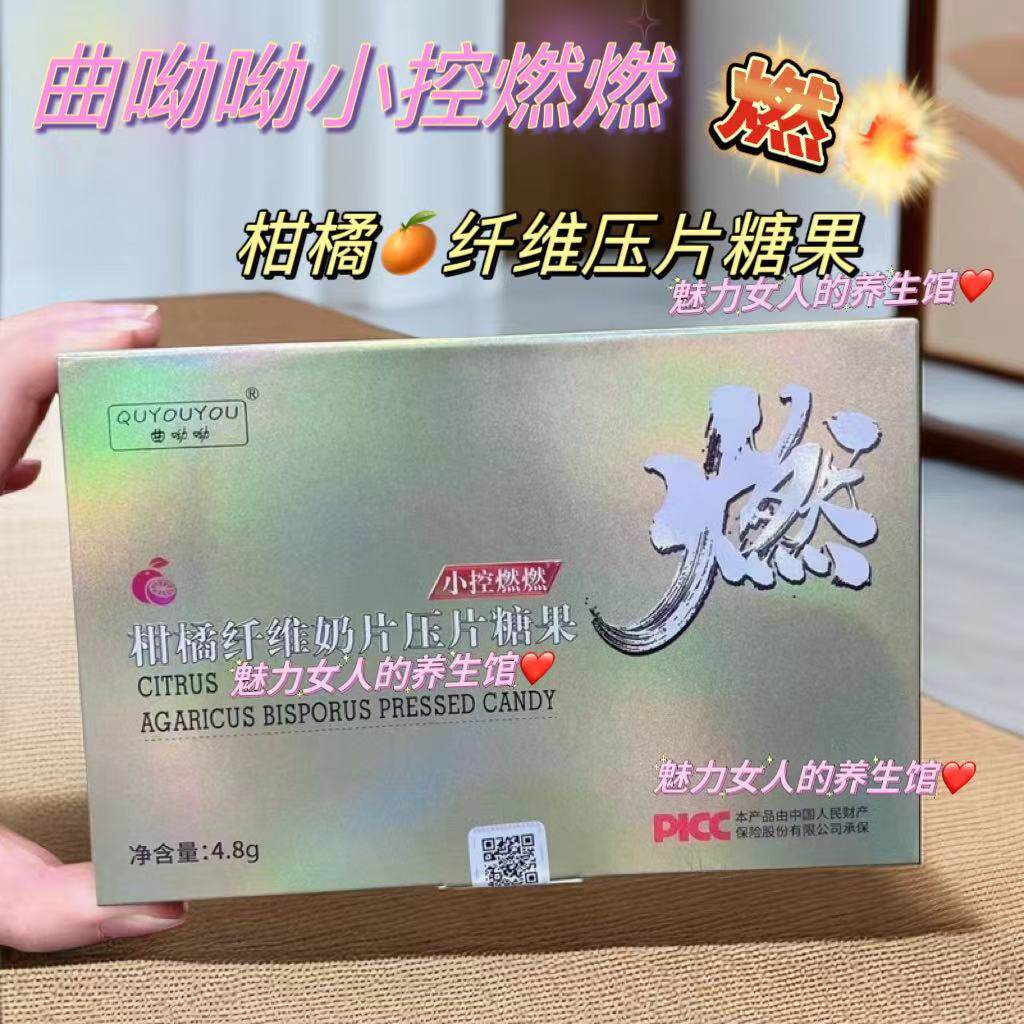 曲呦呦小控燃燃
燃
柑橘🍊纤维压片糖果
魅力女人的养生馆❤️
QUYOUYOU®
曲呦呦
燃
小控燃燃
柑橘纤维奶片压片糖果
CITRUS
魅力女人的养生馆❤️
AGARICUS BISPORUS PRESSED CANDY
魅力女人的养生馆❤️
PICC
本产品由中国人民财产
保险股份有限公司承保
净含量:4.8g